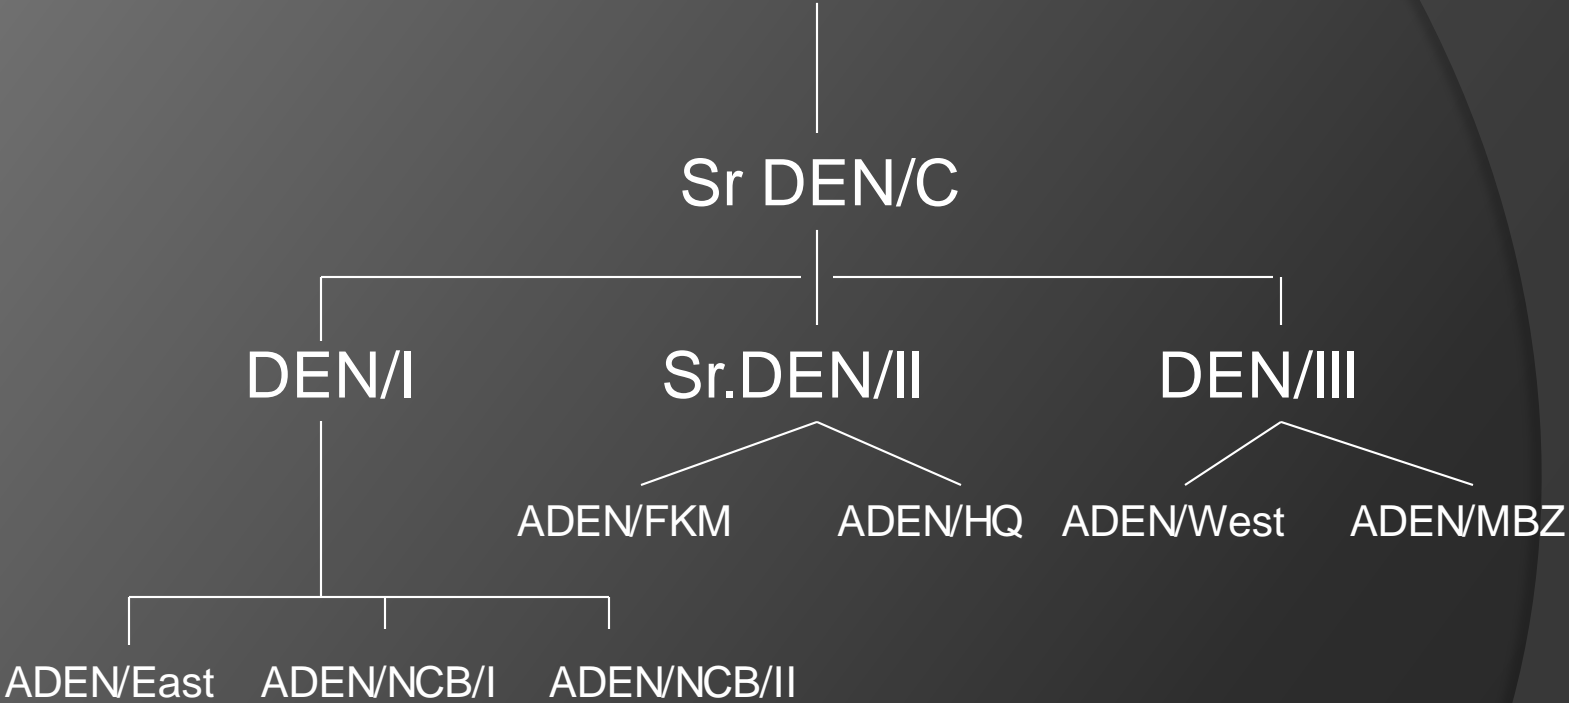 Sr DEN/C
DEN/I Sr.DEN/II DEN/III
ADEN/FKM ADEN/HQ ADEN/West ADEN/MBZ
ADEN/East ADEN/NCB/I ADEN/NCB/II